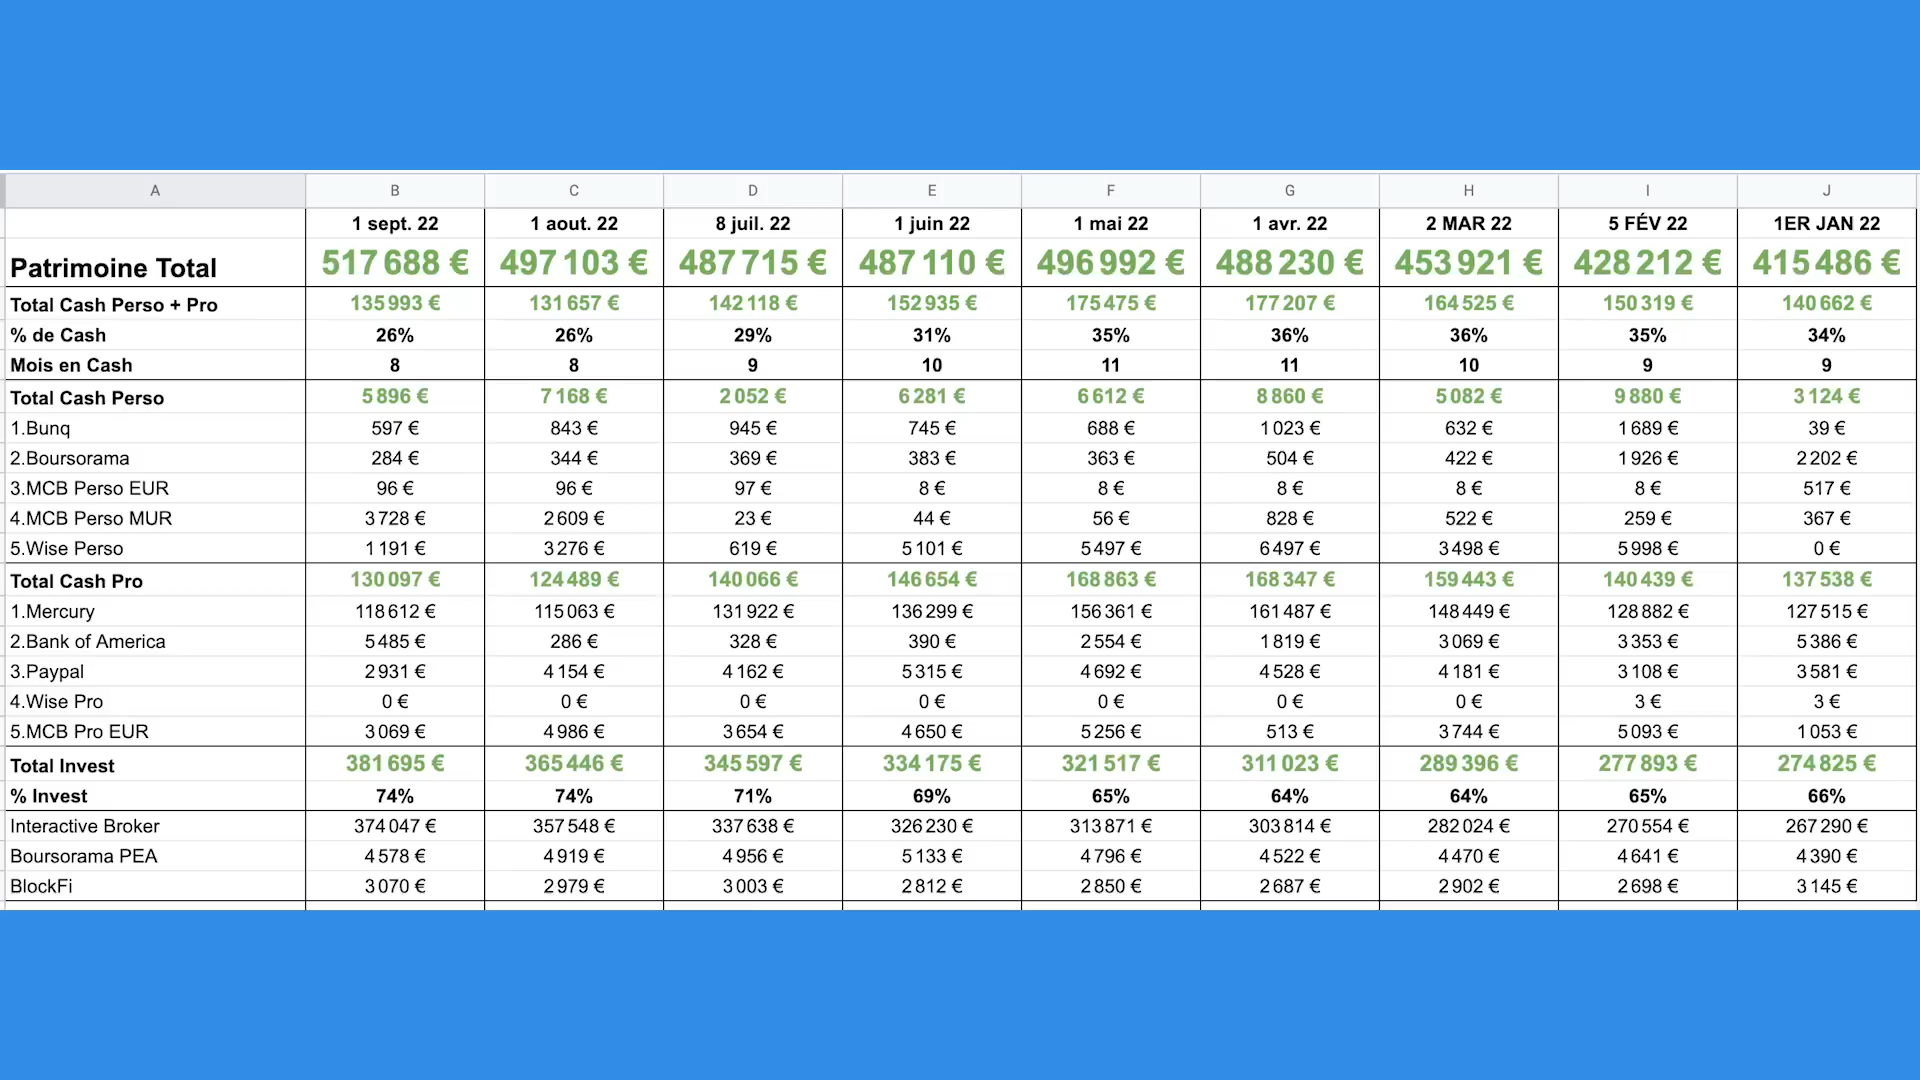 A B C D E F G H I J
1 sept. 22 1 aout. 22 8 juil. 22 1 juin 22 1 mai 22 1 avr. 22 2 MAR 22 5 FÉV 22 1ER JAN 22
Patrimoine Total 517 688 € 497 103 € 487 715 € 487 110 € 496 992 € 488 230 € 453 921 € 428 212 € 415 486 €
Total Cash Perso + Pro 135 993 € 131 657 € 142 118 € 152 935 € 175 475 € 177 207 € 164 525 € 150 319 € 140 662 €
% de Cash 26% 26% 29% 31% 35% 36% 36% 35% 34%
Mois en Cash 8 8 9 10 11 11 10 9 9
Total Cash Perso 5 896 € 7 168 € 2 052 € 6 281 € 6 612 € 8 860 € 5 082 € 9 880 € 3 124 €
1.Bunq 597 € 843 € 945 € 745 € 688 € 1 023 € 632 € 1 689 € 39 €
2.Boursorama 284 € 344 € 369 € 383 € 363 € 504 € 422 € 1 926 € 2 202 €
3.MCB Perso EUR 96 € 96 € 97 € 8 € 8 € 8 € 8 € 8 € 517 €
4.MCB Perso MUR 3 728 € 2 609 € 23 € 44 € 56 € 828 € 522 € 259 € 367 €
5.Wise Perso 1 191 € 3 276 € 619 € 5 101 € 5 497 € 6 497 € 3 498 € 5 998 € 0 €
Total Cash Pro 130 097 € 124 489 € 140 066 € 146 654 € 168 863 € 168 347 € 159 443 € 140 439 € 137 538 €
1.Mercury 118 612 € 115 063 € 131 922 € 136 299 € 156 361 € 161 487 € 148 449 € 128 882 € 127 515 €
2.Bank of America 5 485 € 286 € 328 € 390 € 2 554 € 1 819 € 3 069 € 3 353 € 5 386 €
3.Paypal 2 931 € 4 154 € 4 162 € 5 315 € 4 692 € 4 528 € 4 181 € 3 108 € 3 581 €
4.Wise Pro 0 € 0 € 0 € 0 € 0 € 0 € 0 € 3 € 3 €
5.MCB Pro EUR 3 069 € 4 986 € 3 654 € 4 650 € 5 256 € 513 € 3 744 € 5 093 € 1 053 €
Total Invest 381 695 € 365 446 € 345 597 € 334 175 € 321 517 € 311 023 € 289 396 € 277 893 € 274 825 €
% Invest 74% 74% 71% 69% 65% 64% 64% 65% 66%
Interactive Broker 374 047 € 357 548 € 337 638 € 326 230 € 313 871 € 303 814 € 282 024 € 270 554 € 267 290 €
Boursorama PEA 4 578 € 4 919 € 4 956 € 5 133 € 4 796 € 4 522 € 4 470 € 4 641 € 4 390 €
BlockFi 3 070 € 2 979 € 3 003 € 2 812 € 2 850 € 2 687 € 2 902 € 2 698 € 3 145 €